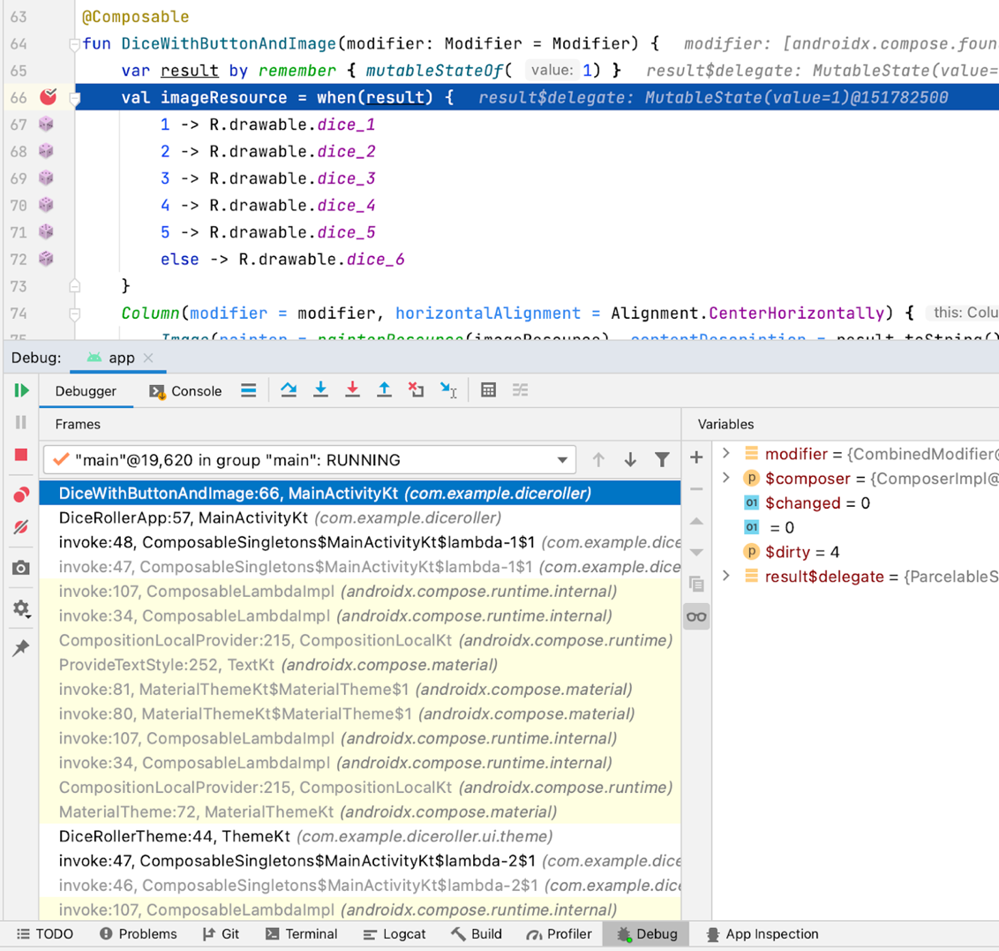 63 @Composable
64 fun DiceWithButtonAndImage(modifier: Modifier = Modifier) { modifier: [androidx.compose.foun
65 var result by remember { mutableStateOf( value: 1) } result$delegate: MutableState(value=
66 val imageResource = when(result) { result$delegate: MutableState(value=1)@151782500
67 1 -> R.drawable.dice_1
68 2 -> R.drawable.dice_2
69 3 -> R.drawable.dice_3
70 4 -> R.drawable.dice_4
71 5 -> R.drawable.dice_5
72 else -> R.drawable.dice_6
73 }
74 Column(modifier = modifier, horizontalAlignment = Alignment.CenterHorizontally) { this: Colu
75 Image(painter = painterResource(imageResource), contentDescription = result.toString()
Debug: app
Debugger Console
Frames
Variables
"main"@19,620 in group "main": RUNNING
DiceWithButtonAndImage:66, MainActivityKt (com.example.diceroller)
DiceRollerApp:57, MainActivityKt (com.example.diceroller)
invoke:48, ComposableSingletons$MainActivityKt$lambda-1$1 (com.example.dice
invoke:47, ComposableSingletons$MainActivityKt$lambda-1$1 (com.example.dice
invoke:107, ComposableLambdaImpl (androidx.compose.runtime.internal)
invoke:34, ComposableLambdaImpl (androidx.compose.runtime.internal)
CompositionLocalProvider:215, CompositionLocalKt (androidx.compose.runtime)
ProvideTextStyle:252, TextKt (androidx.compose.material)
invoke:81, MaterialThemeKt$MaterialTheme$1 (androidx.compose.material)
invoke:80, MaterialThemeKt$MaterialTheme$1 (androidx.compose.material)
invoke:107, ComposableLambdaImpl (androidx.compose.runtime.internal)
invoke:34, ComposableLambdaImpl (androidx.compose.runtime.internal)
CompositionLocalProvider:215, CompositionLocalKt (androidx.compose.runtime)
MaterialTheme:72, MaterialThemeKt (androidx.compose.material)
DiceRollerTheme:44, ThemeKt (com.example.diceroller.ui.theme)
invoke:47, ComposableSingletons$MainActivityKt$lambda-2$1 (com.example.dice
invoke:46, ComposableSingletons$MainActivityKt$lambda-2$1 (com.example.dice
invoke:107, ComposableLambdaImpl (androidx.compose.runtime.internal)
modifier = {CombinedModifier@
$composer = {ComposerImpl@
01 $changed = 0
01 = 0
$dirty = 4
result$delegate = {ParcelableS
TODO Problems Git Terminal Logcat Build Profiler Debug App Inspection